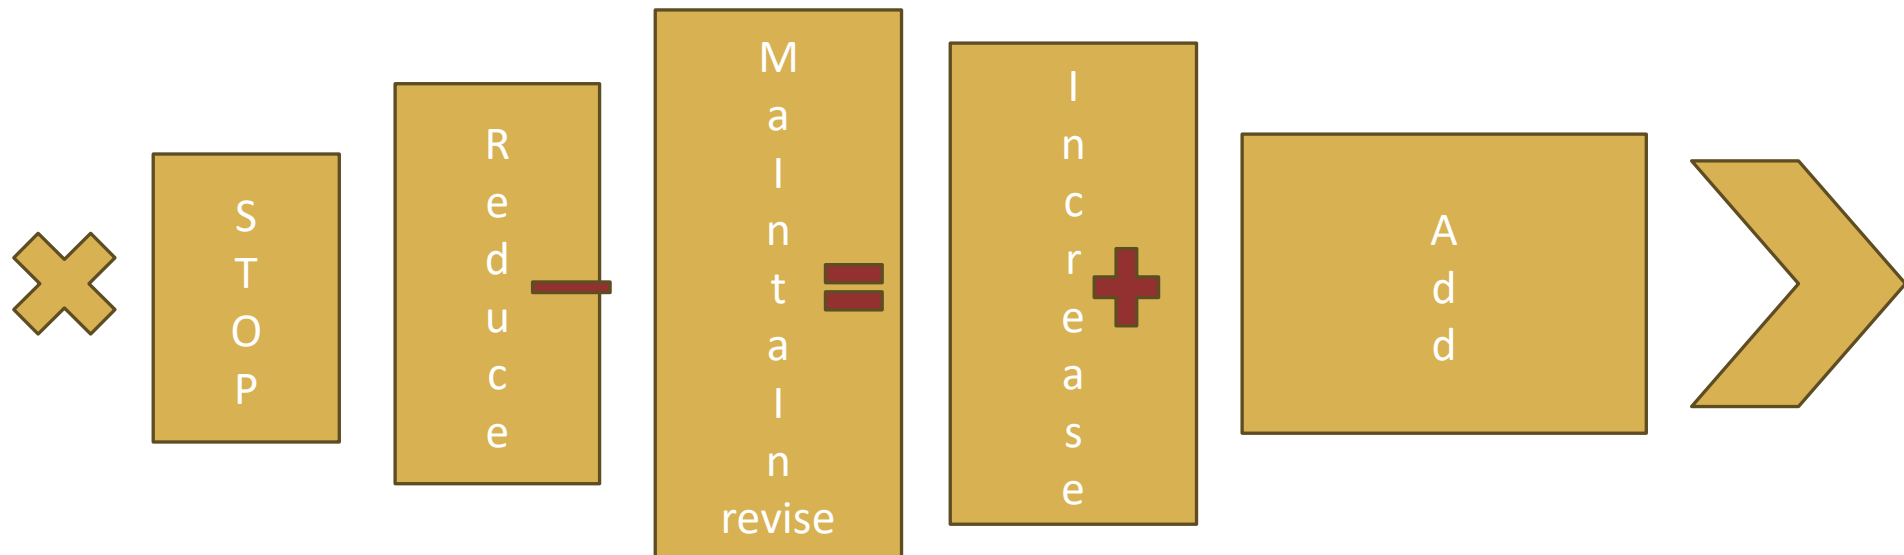 STOP
Reduce
MaIntaIn
revise
Increase
Add